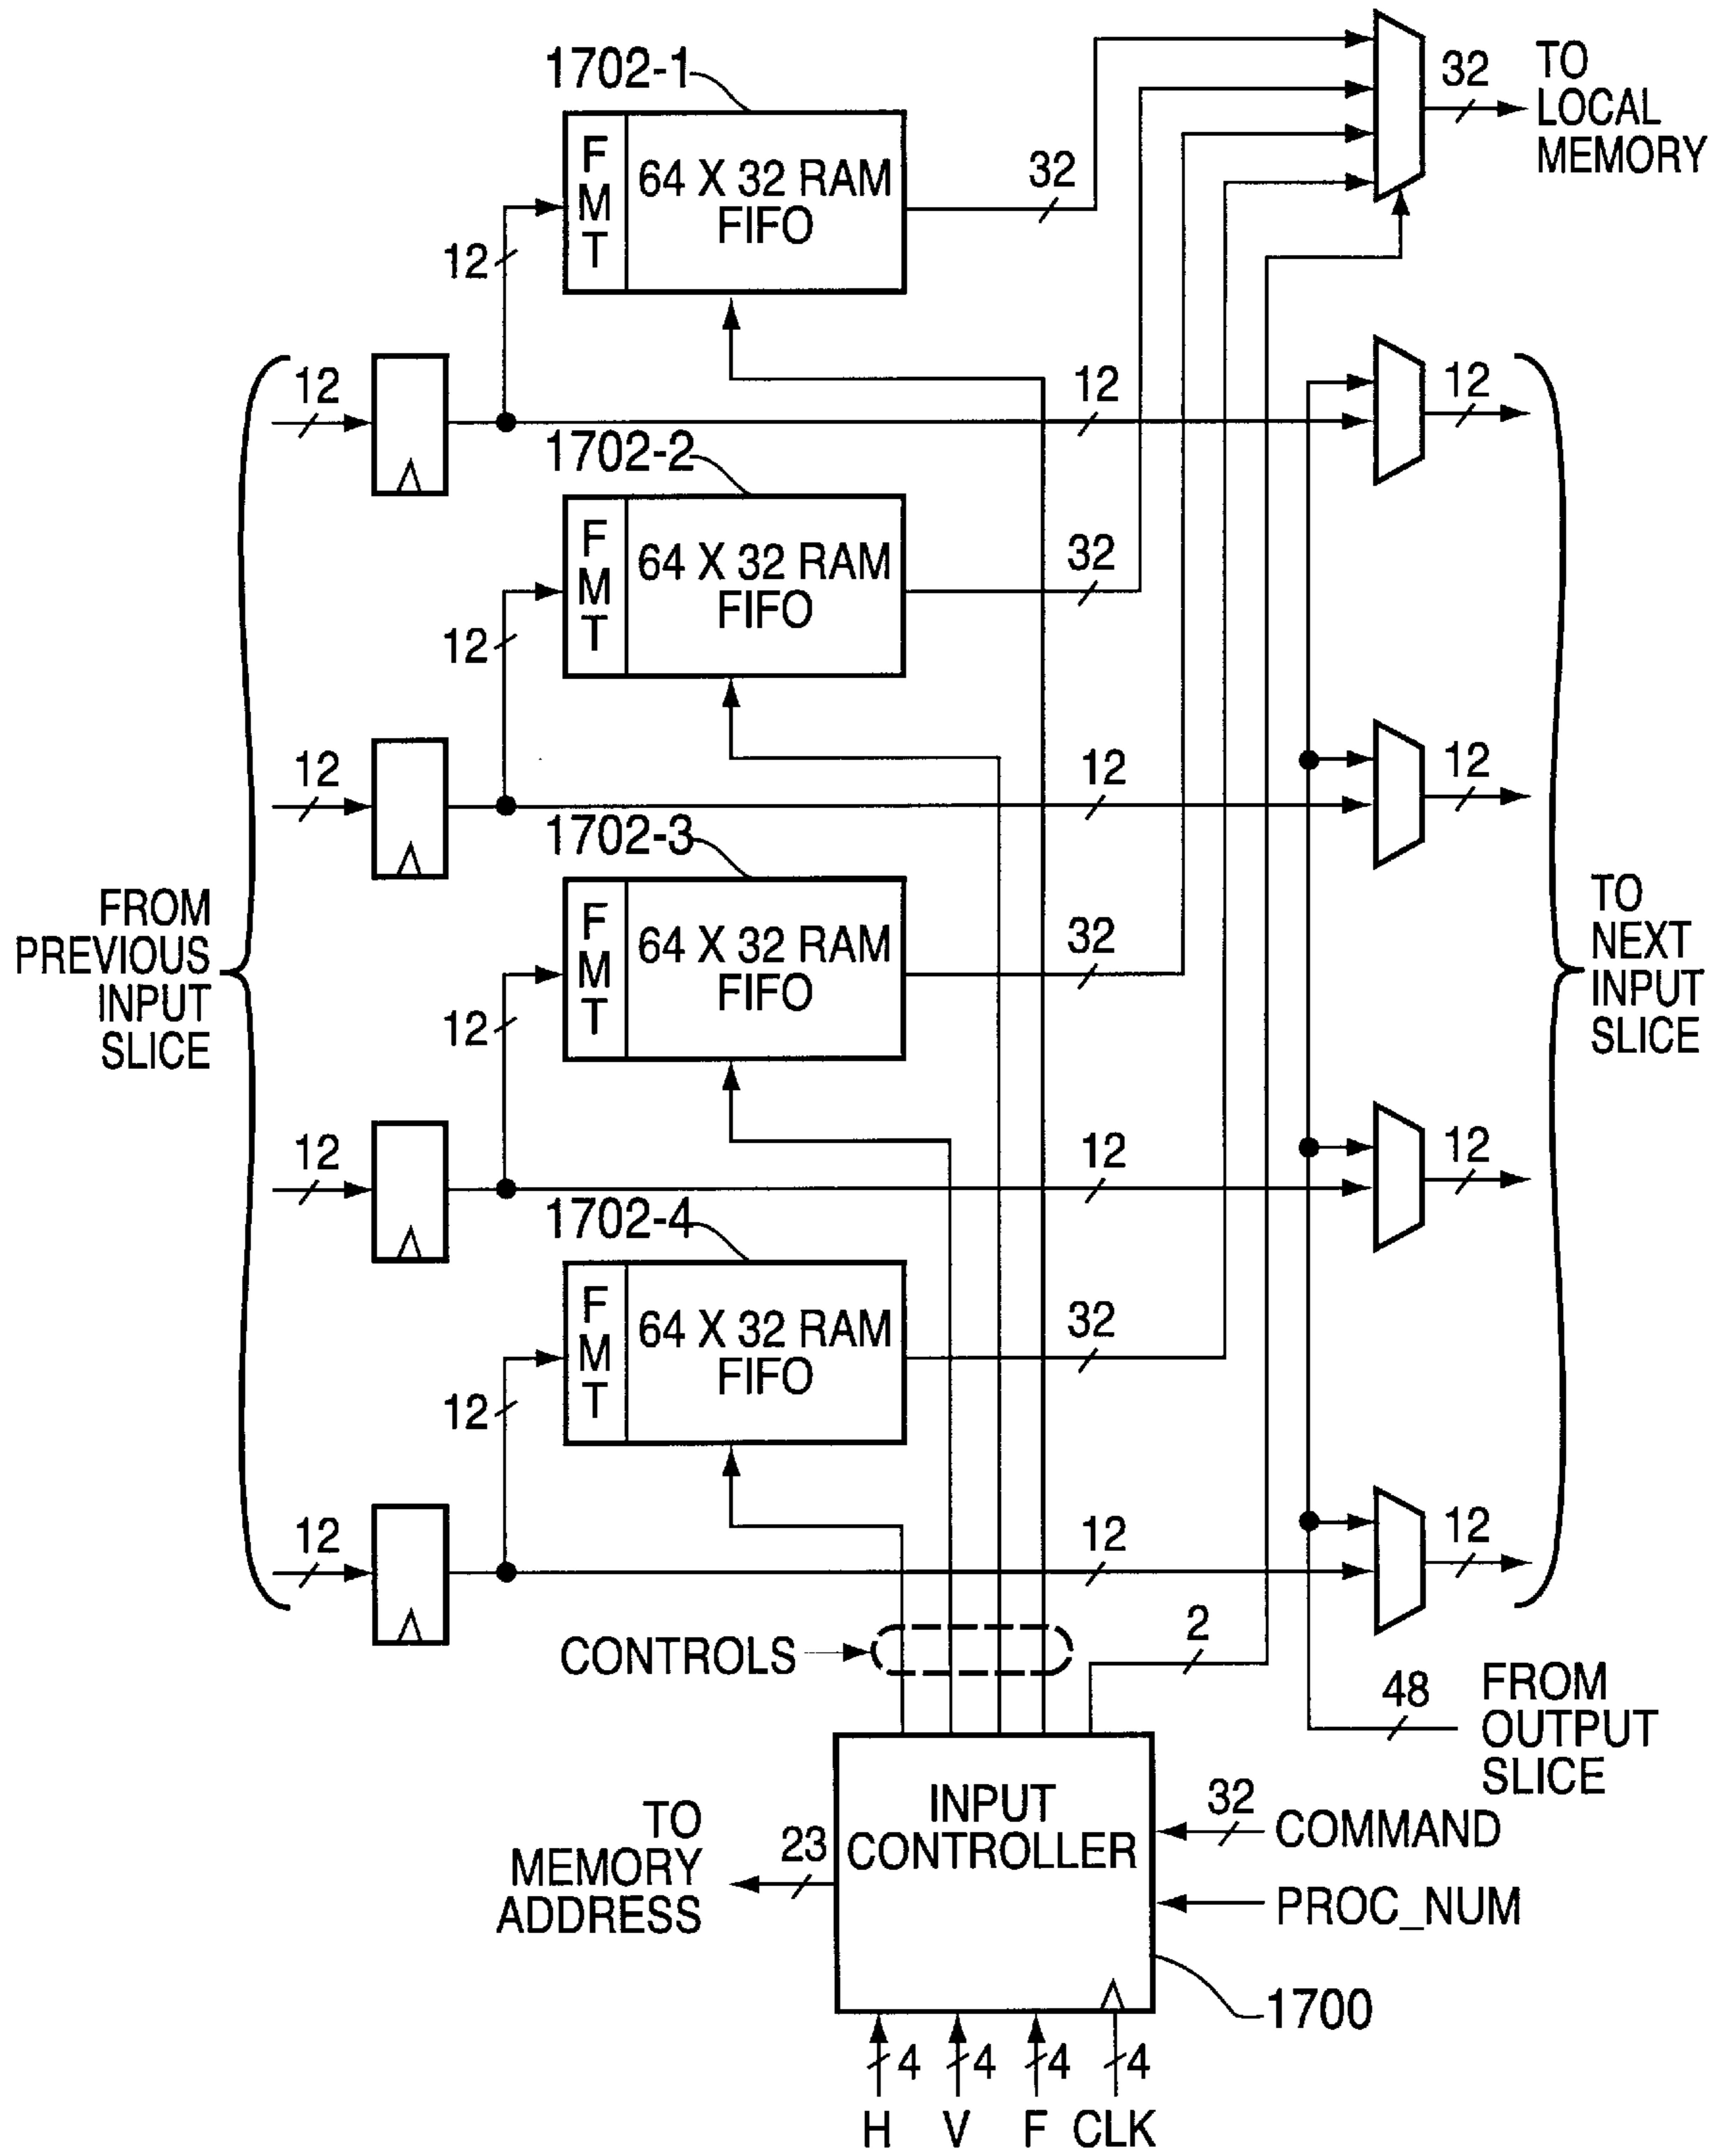 1702-1
F
M
T
64 X 32 RAM
FIFO
12
32
32
TO
LOCAL
MEMORY
12
12
12
1702-2
F
M
T
64 X 32 RAM
FIFO
12
32
12
12
12
1702-3
F
M
T
64 X 32 RAM
FIFO
12
32
FROM
PREVIOUS
INPUT
SLICE
TO
NEXT
INPUT
SLICE
12
12
12
1702-4
F
M
T
64 X 32 RAM
FIFO
12
32
12
12
12
CONTROLS
2
48
FROM
OUTPUT
SLICE
INPUT
CONTROLLER
TO
MEMORY
ADDRESS
23
32
COMMAND
PROC_NUM
1700
4
4
4
4
H
V
F
CLK